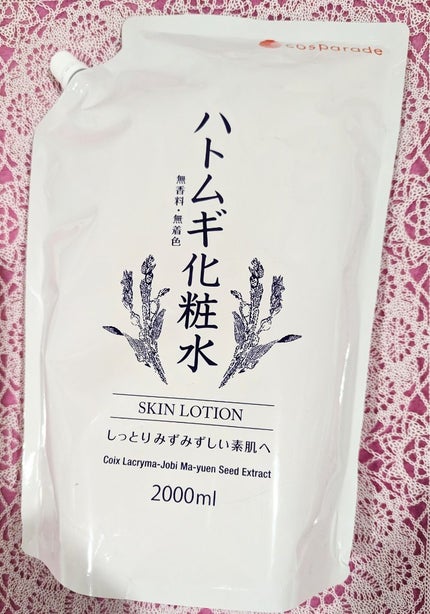 cosparade
ハトムギ化粧水
無香料・無着色
SKIN LOTION
しっとりみずみずしい素肌へ
Coix Lacryma-Jobi Ma-yuen Seed Extract
2000ml